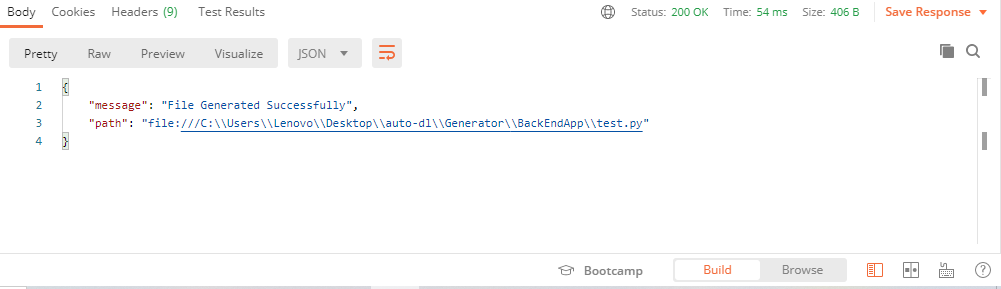 Body Cookies Headers (9) Test Results Status: 200 OK Time: 54 ms Size: 406 B Save Response
Pretty Raw Preview Visualize JSON
1 {
2 "message": "File Generated Successfully",
3 "path": "file:///C:\\Users\\Lenovo\\Desktop\\auto-dl\\Generator\\BackEndApp\\test.py"
4 }
Bootcamp Build Browse